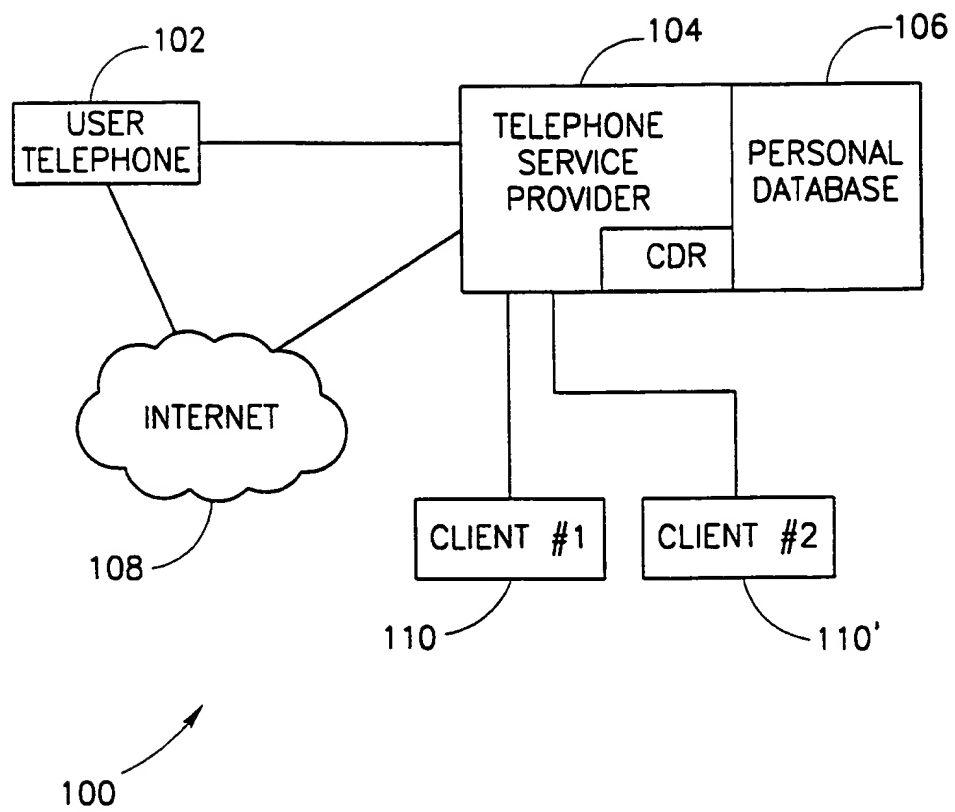 102
104
106
USER
TELEPHONE
TELEPHONE
SERVICE
PROVIDER
PERSONAL
DATABASE
CDR
INTERNET
108
CLIENT #1
CLIENT #2
110
110'
100